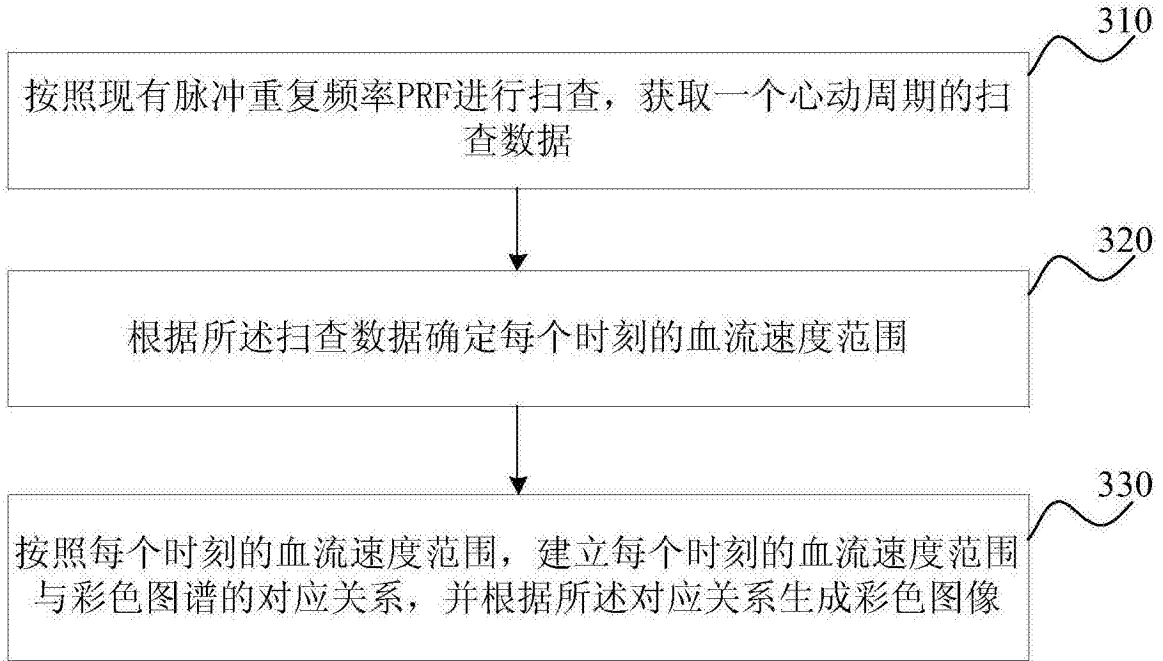 310
按照现有脉冲重复频率PRF进行扫查，获取一个心动周期的扫
查数据
320
根据所述扫查数据确定每个时刻的血流速度范围
330
按照每个时刻的血流速度范围，建立每个时刻的血流速度范围
与彩色图谱的对应关系，并根据所述对应关系生成彩色图像